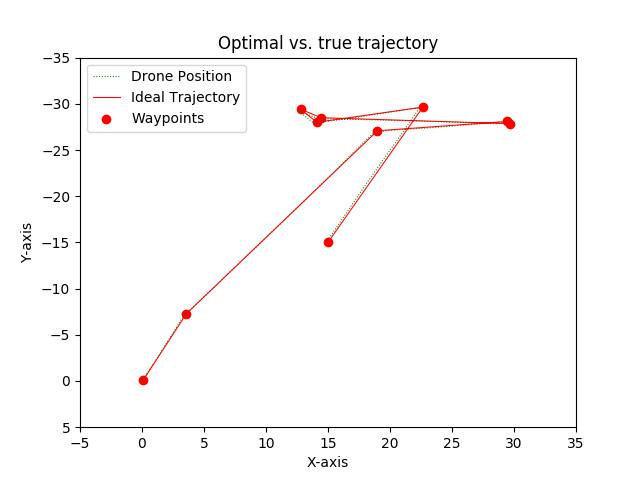 Optimal vs. true trajectory
Drone Position
Ideal Trajectory
Waypoints
−35
−30
−25
−20
−15
−10
−5
0
5
Y-axis
−5 0 5 10 15 20 25 30 35
X-axis